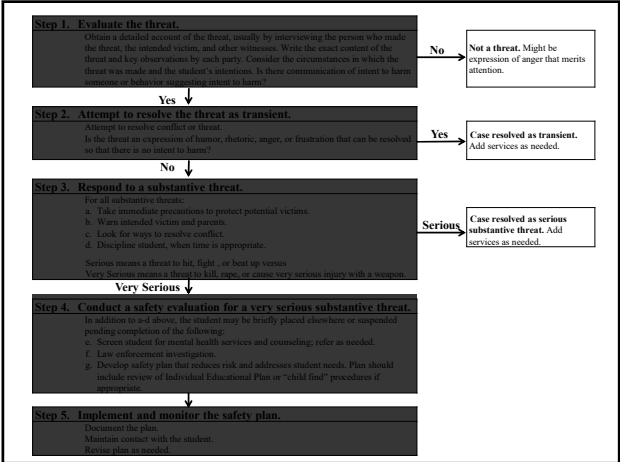 Step 1. Evaluate the threat.
Obtain a detailed account of the threat, usually by interviewing the person who made
the threat, the intended victim, and other witnesses. Write the exact content of the
threat and key observations by each party. Consider the circumstances in which the
threat was made and the student's intentions. Is there communication of intent to harm
someone or behavior suggesting intent to harm?
No
Not a threat. Might be
expression of anger that merits
attention.
Yes
Step 2. Attempt to resolve the threat as transient.
Attempt to resolve conflict or threat.
Is the threat an expression of humor, rhetoric, anger, or frustration that can be resolved
so that there is no intent to harm?
Yes
Case resolved as transient.
Add services as needed.
No
Step 3. Respond to a substantive threat.
For all substantive threats:
a. Take immediate precautions to protect potential victims.
b. Warn intended victim and parents.
c. Look for ways to resolve conflict.
d. Discipline student, when time is appropriate.
Serious means a threat to hit, fight , or beat up versus
Very Serious means a threat to kill, rape, or cause very serious injury with a weapon.
Serious
Case resolved as serious
substantive threat. Add
services as needed.
Very Serious
Step 4. Conduct a safety evaluation for a very serious substantive threat.
In addition to a-d above, the student may be briefly placed elsewhere or suspended
pending completion of the following:
e. Screen student for mental health services and counseling; refer as needed.
f. Law enforcement investigation.
g. Develop safety plan that reduces risk and addresses student needs. Plan should
include review of Individual Educational Plan or “child find” procedures if
appropriate.
Step 5. Implement and monitor the safety plan.
Document the plan.
Maintain contact with the student.
Revise plan as needed.